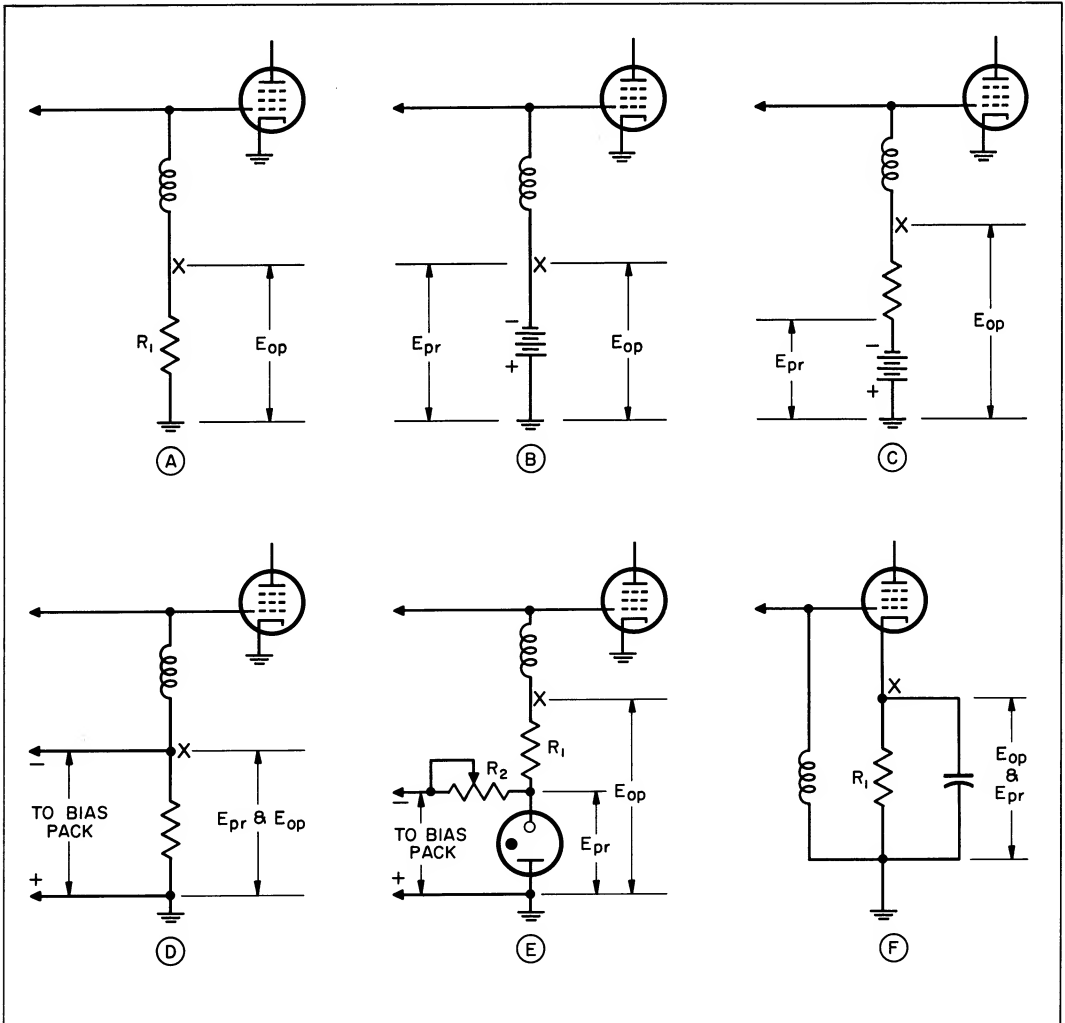 X
R1
Eop
A
Epr
X
−
+
Eop
B
X
Epr
−
+
Eop
C
−
X
TO BIAS
PACK
Epr & Eop
+
D
X
R1
R2
−
Eop
TO BIAS
PACK
Epr
+
E
X
R1
Eop
&
Epr
F